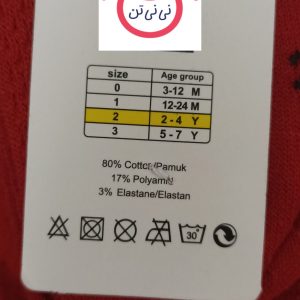 نی نی تن
size Age group
0 3-12 M
1 12-24 M
2 2 - 4 Y
3 5 - 7 Y
80% Cotton/Pamuk
17% Polyamid
3% Elastane/Elastan
30°